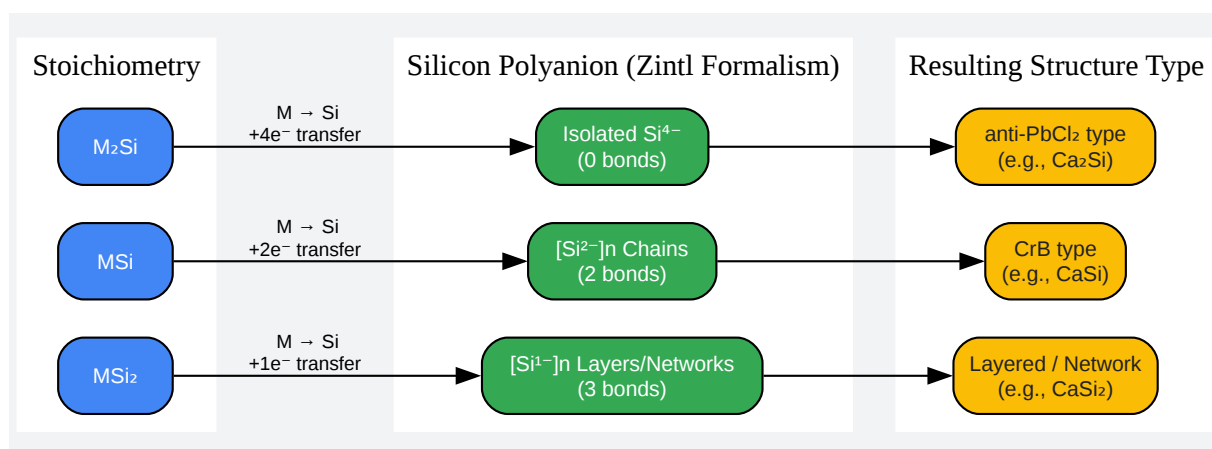 Stoichiometry
Silicon Polyanion (Zintl Formalism)
Resulting Structure Type
M₂Si
M → Si
+4e⁻ transfer
Isolated Si⁴⁻
(0 bonds)
anti-PbCl₂ type
(e.g., Ca₂Si)
MSi
M → Si
+2e⁻ transfer
[Si²⁻]n Chains
(2 bonds)
CrB type
(e.g., CaSi)
MSi₂
M → Si
+1e⁻ transfer
[Si¹⁻]n Layers/Networks
(3 bonds)
Layered / Network
(e.g., CaSi₂)